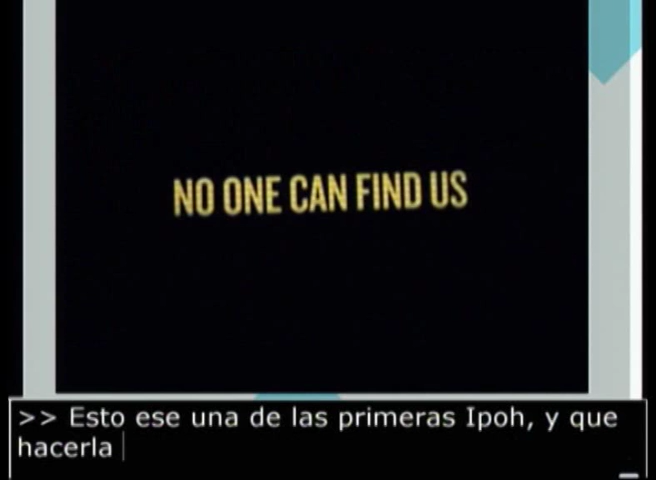 NO ONE CAN FIND US
>> Esto ese una de las primeras Ipoh, y que
hacerla